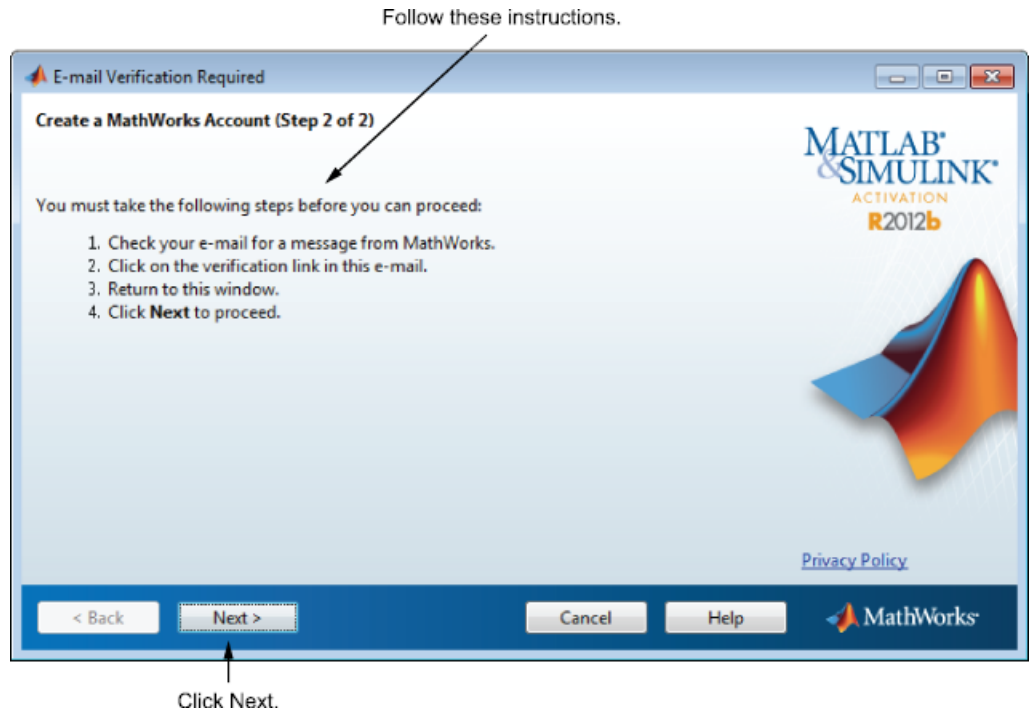 Follow these instructions.
E-mail Verification Required
Create a MathWorks Account (Step 2 of 2)
MATLAB®
&SIMULINK®
ACTIVATION
R2012b
You must take the following steps before you can proceed:
1. Check your e-mail for a message from MathWorks.
2. Click on the verification link in this e-mail.
3. Return to this window.
4. Click Next to proceed.
Privacy Policy
< Back
Next >
Cancel
Help
MathWorks®
Click Next.